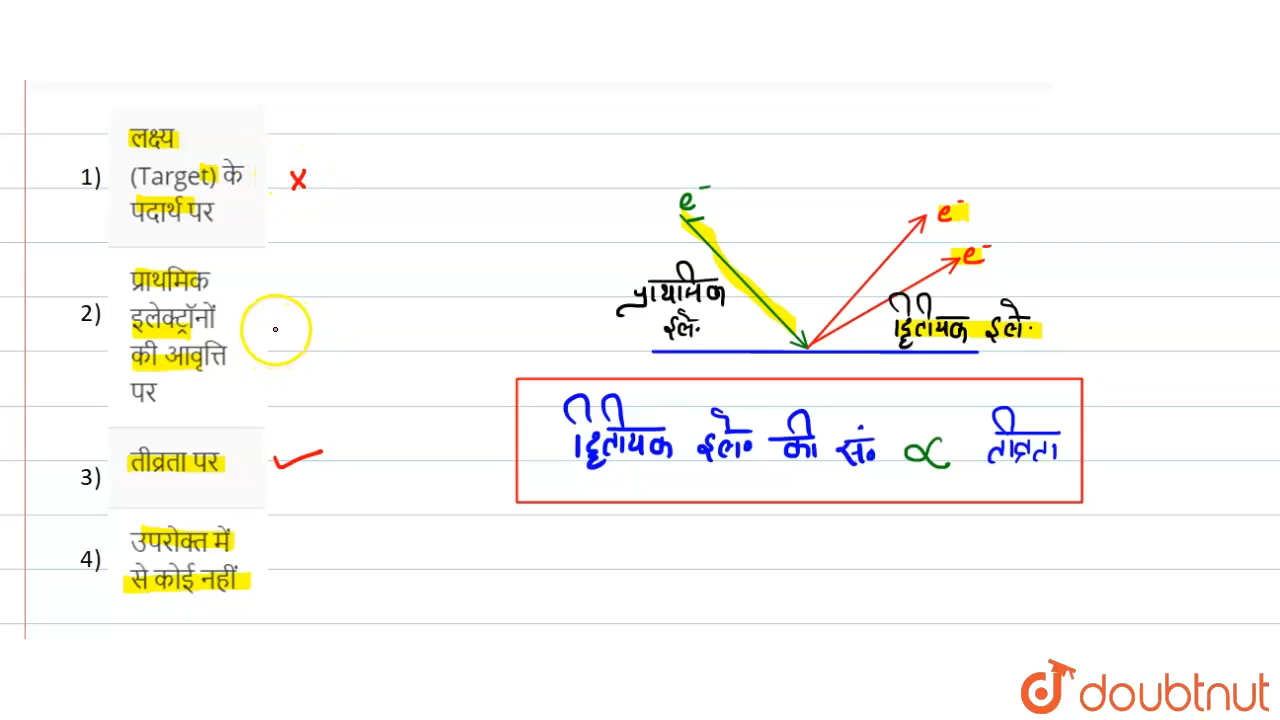 1) लक्ष्य
(Target) के
पदार्थ पर
x
2) प्राथमिक
इलेक्ट्रॉनों
की आवृत्ति
पर
3) तीव्रता पर
4) उपरोक्त में
से कोई नहीं
e⁻
e⁻
e⁻
प्राथमिक
इले॰
द्वितीयक इले॰
द्वितीयक इले॰ की सं॰ ∝ तीव्रता
doubtnut